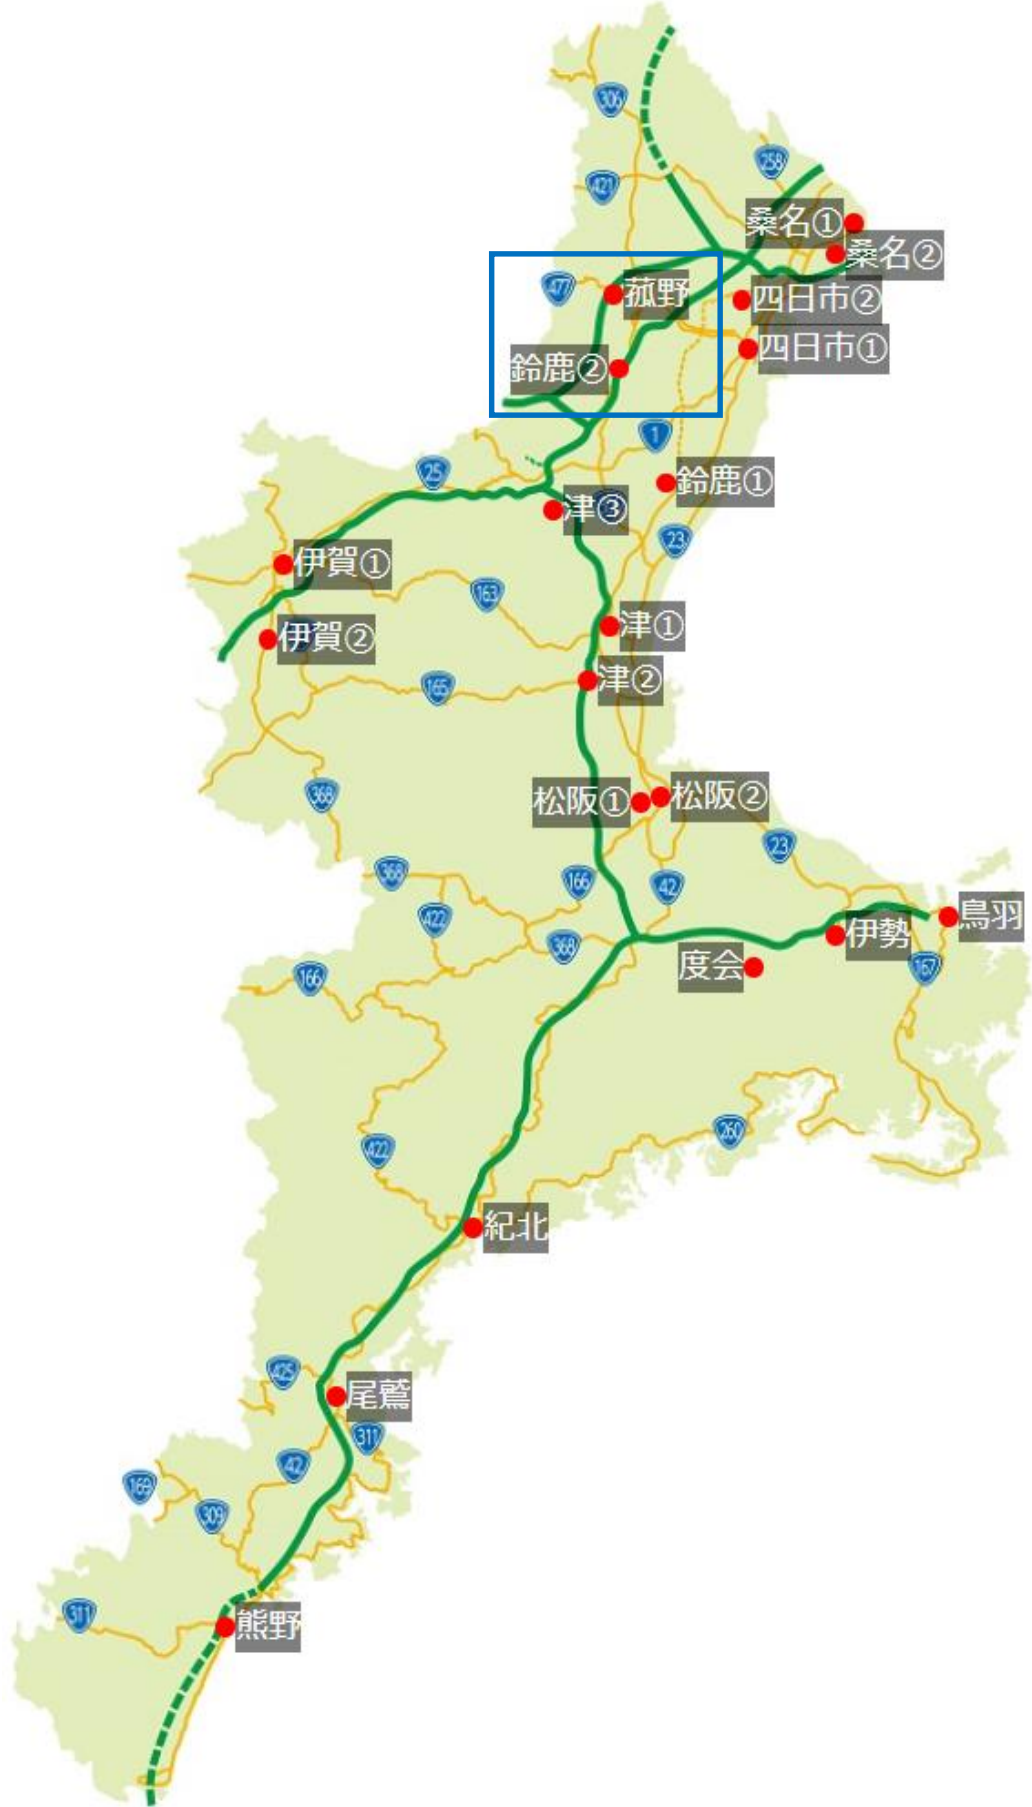 306
258
421
桑名①
桑名②
477
菰野
四日市②
四日市①
鈴鹿②
1
25
鈴鹿①
津③
23
伊賀①
163
津①
伊賀②
津②
165
松阪①
松阪②
368
23
368
166
42
422
鳥羽
伊勢
368
度会
167
166
260
422
紀北
425
尾鷲
311
42
169
309
311
熊野